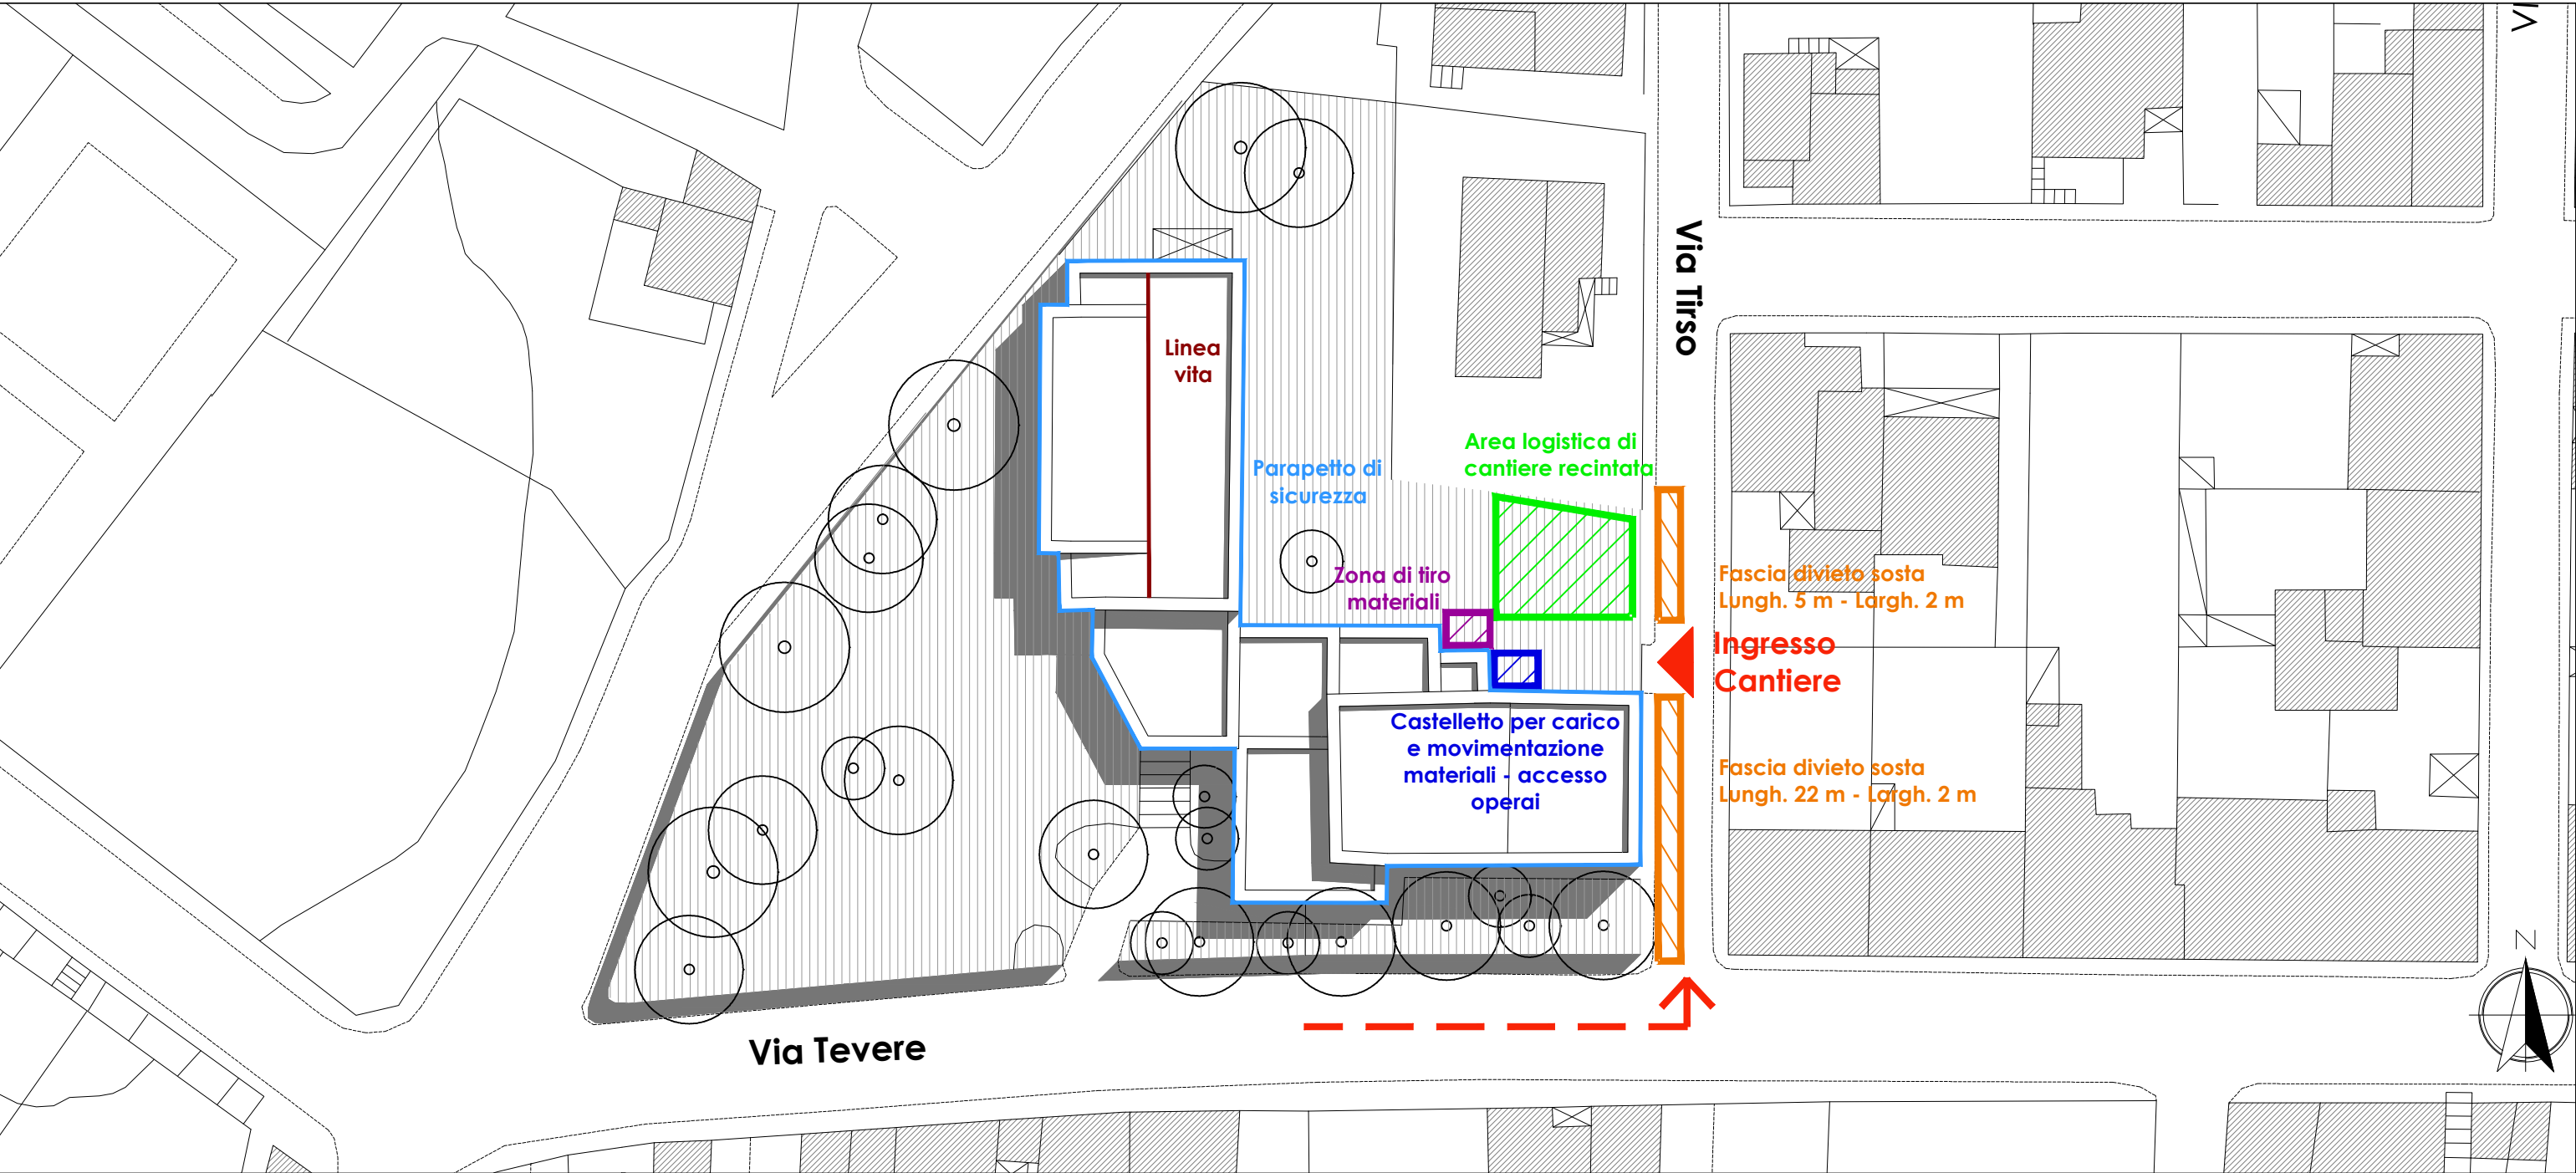 VI
Via Tirso
Linea
vita
Parapetto di
sicurezza
Area logistica di
cantiere recintata
Zona di tiro
materiali
Fascia divieto sosta
Lungh. 5 m - Largh. 2 m
Ingresso
Cantiere
Castelletto per carico
e movimentazione
materiali - accesso
operai
Fascia divieto sosta
Lungh. 22 m - Largh. 2 m
N
Via Tevere